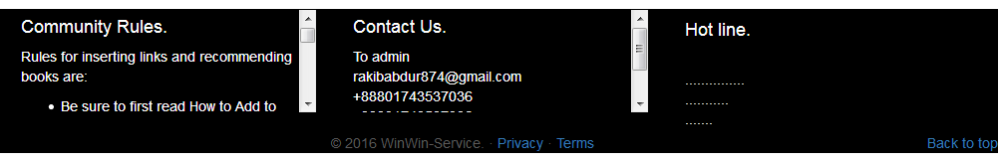 Community Rules.
Rules for inserting links and recommending
books are:
Be sure to first read How to Add to
Contact Us.
To admin
rakibabdur874@gmail.com
+88801743537036
Hot line.
...............
...........
.......
© 2016 WinWin-Service. · Privacy · Terms
Back to top